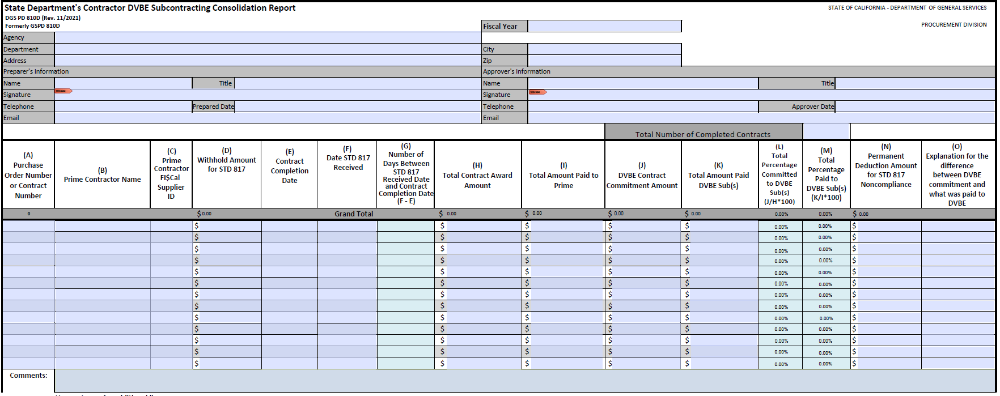 State Department's Contractor DVBE Subcontracting Consolidation Report
STATE OF CALIFORNIA - DEPARTMENT OF GENERAL SERVICES
DGS PD 810D (Rev. 11/2021)
Formerly GSPD 810D
Fiscal Year
PROCUREMENT DIVISION
Agency
Department
City
Address
Zip
Preparer's Information
Approver's Information
Name
Title
Name
Title
Signature
Signature
Telephone
Prepared Date
Telephone
Approver Date
Email
Email
Total Number of Completed Contracts
(A)
Purchase
Order Number
or Contract
Number
(B)
Prime Contractor Name
(C)
Prime
Contractor
FI$Cal
Supplier
ID
(D)
Withhold Amount
for STD 817
(E)
Contract
Completion
Date
(F)
Date STD 817
Received
(G)
Number of
Days Between
STD 817
Received Date
and Contract
Completion Date
(F - E)
(H)
Total Contract Award
Amount
(I)
Total Amount Paid to
Prime
(J)
DVBE Contract
Commitment Amount
(K)
Total Amount Paid
DVBE Sub(s)
(L)
Total
Percentage
Committed
to DVBE
Sub(s)
(J/H*100)
(M)
Total
Percentage
Paid to
DVBE Sub(s)
(K/I*100)
(N)
Permanent
Deduction Amount
for STD 817
Noncompliance
(O)
Explanation for the
difference
between DVBE
commitment and
what was paid to
DVBE
0 $ 0.00 Grand Total $ 0.00 $ 0.00 $ 0.00 $ 0.00 0.00% 0.00% $ 0.00
$ $ $ $ $ 0.00% 0.00% $
$ $ $ $ $ 0.00% 0.00% $
$ $ $ $ $ 0.00% 0.00% $
$ $ $ $ $ 0.00% 0.00% $
$ $ $ $ $ 0.00% 0.00% $
$ $ $ $ $ 0.00% 0.00% $
$ $ $ $ $ 0.00% 0.00% $
$ $ $ $ $ 0.00% 0.00% $
$ $ $ $ $ 0.00% 0.00% $
$ $ $ $ $ 0.00% 0.00% $
$ $ $ $ $ 0.00% 0.00% $
$ $ $ $ $ 0.00% 0.00% $
$ $ $ $ $ 0.00% 0.00% $
Comments: